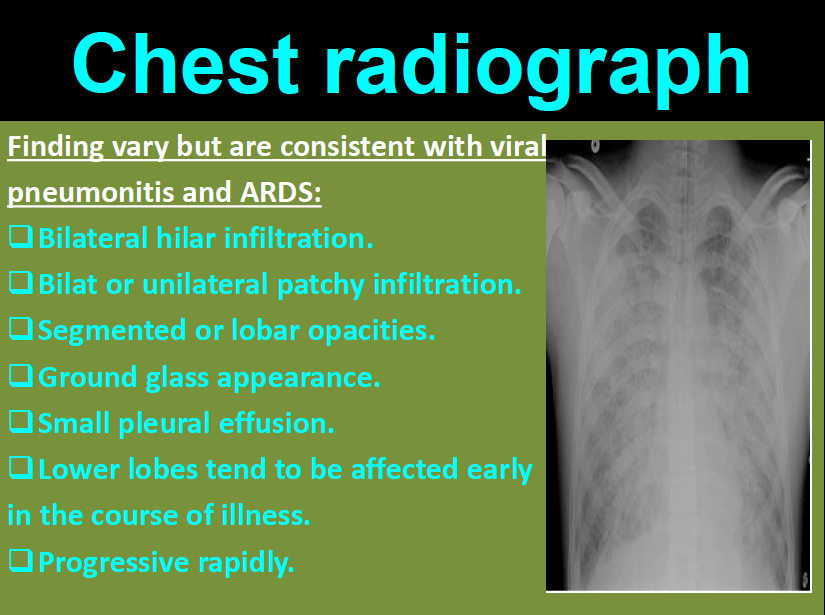 Chest radiograph
Finding vary but are consistent with viral
pneumonitis and ARDS:
❑Bilateral hilar infiltration.
❑Bilat or unilateral patchy infiltration.
❑Segmented or lobar opacities.
❑Ground glass appearance.
❑Small pleural effusion.
❑Lower lobes tend to be affected early
in the course of illness.
❑Progressive rapidly.